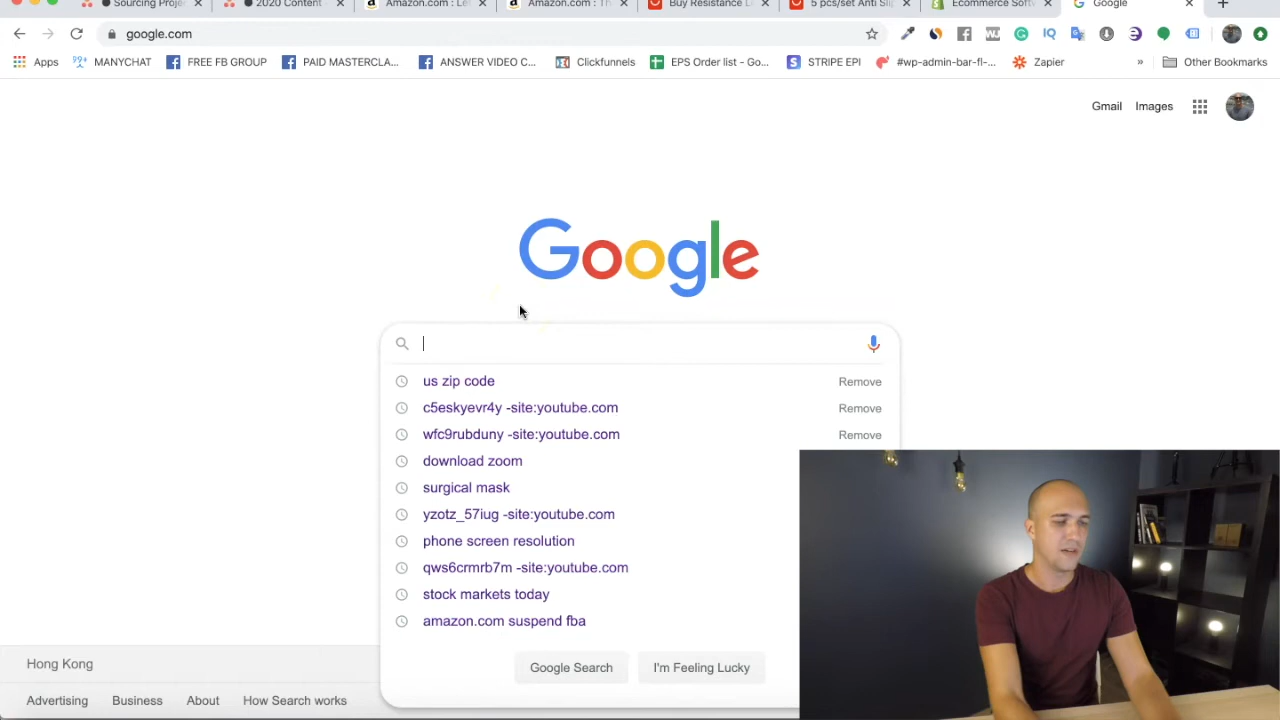 Sourcing Projec
2020 Content
Amazon.com : Le
Amazon.com : Th
Buy Resistance L
5 pcs/set Anti Sli
Ecommerce Softw
Google
google.com
Apps
MANYCHAT
FREE FB GROUP
PAID MASTERCLA...
ANSWER VIDEO C...
Clickfunnels
EPS Order list - Go...
STRIPE EPI
#wp-admin-bar-fl-...
Zapier
»
Other Bookmarks
Gmail
Images
Google
us zip code Remove
c5eskyevr4y -site:youtube.com Remove
wfc9rubduny -site:youtube.com Remove
download zoom
surgical mask
yzotz_57iug -site:youtube.com
phone screen resolution
qws6crmrb7m -site:youtube.com
stock markets today
amazon.com suspend fba
Google Search
I'm Feeling Lucky
Hong Kong
Advertising
Business
About
How Search works